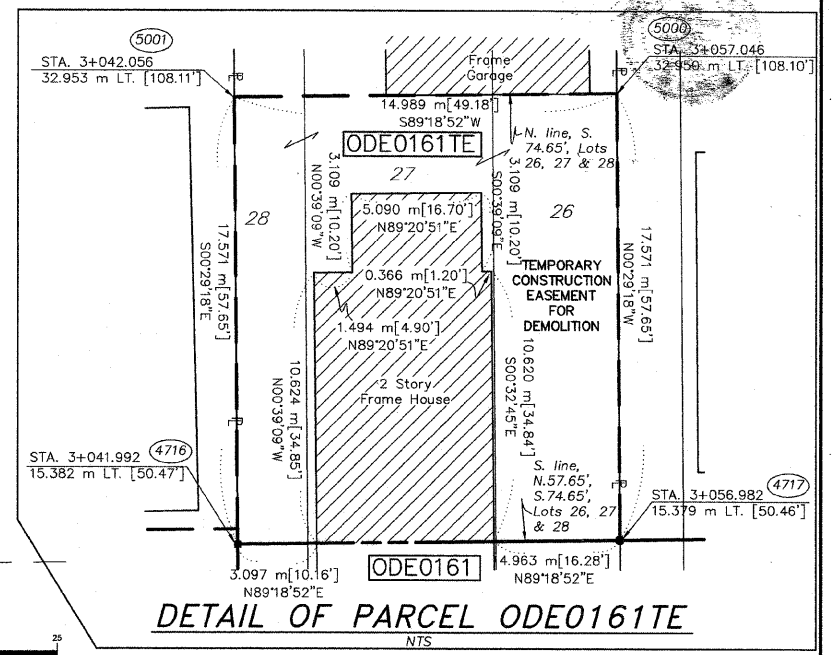 5001
5000
STA. 3+042.056
32.953 m LT. [108.11']
STA. 3+057.046
32.950 m LT. [108.10']
Frame
Garage
14.989 m[49.18']
S89°18'52"W
N. line, S.
74.65', Lots
26, 27 & 28
ODE0161TE
27
28
26
3.109 m[10.20']
N00°39'09"W
5.090 m[16.70']
N89°20'51"E
3.109 m[10.20']
S00°39'09"E
17.571 m[57.65']
S00°29'18"E
17.571 m[57.65']
N00°29'18"W
TEMPORARY
CONSTRUCTION
EASEMENT
FOR
DEMOLITION
0.366 m[1.20']
N89°20'51"E
1.494 m[4.90']
N89°20'51"E
10.624 m[34.85']
N00°39'09"W
10.620 m[34.84']
S00°32'45"E
2 Story
Frame House
STA. 3+041.992
4716
15.382 m LT. [50.47']
S. line,
N.57.65',
S.74.65',
Lots 26, 27
& 28
4717
STA. 3+056.982
15.379 m LT. [50.46']
3.097 m[10.16']
N89°18'52"E
ODE0161
4.963 m[16.28']
N89°18'52"E
DETAIL OF PARCEL ODE0161TE
NTS
25